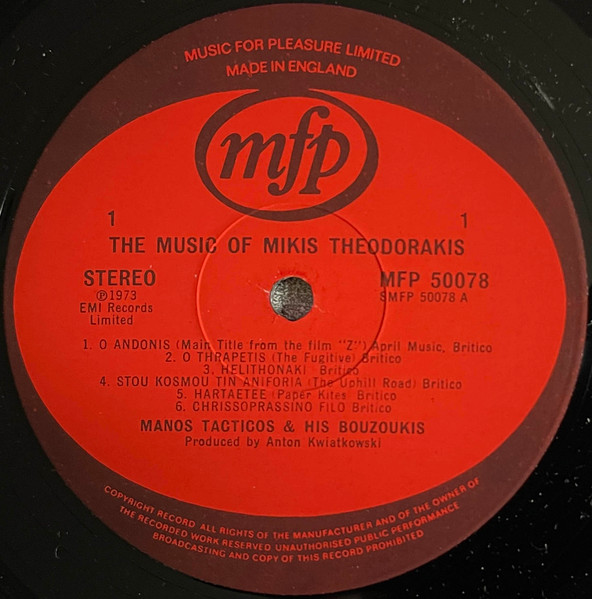 MUSIC FOR PLEASURE LIMITED
MADE IN ENGLAND
mfp
1 1
THE MUSIC OF MIKIS THEODORAKIS
STEREO MFP 50078
℗1973 SMFP 50078 A
EMI Records
Limited
1. O ANDONIS (Main Title from the film "Z") April Music, Britico
2. O THRAPETIS (The Fugitive) Britico
3. HELITHONAKI Britico
4. STOU KOSMOU TIN ANIFORIA (The Uphill Road) Britico
5. HARTAETEE (Paper Kites) Britico
6. CHRISSOPRASSINO FILO Britico
MANOS TACTICOS & HIS BOUZOUKIS
Produced by Anton Kwiatkowski
COPYRIGHT RECORD ALL RIGHTS OF THE MANUFACTURER AND OF THE OWNER OF
THE RECORDED WORK RESERVED UNAUTHORISED PUBLIC PERFORMANCE
BROADCASTING AND COPY OF THIS RECORD PROHIBITED